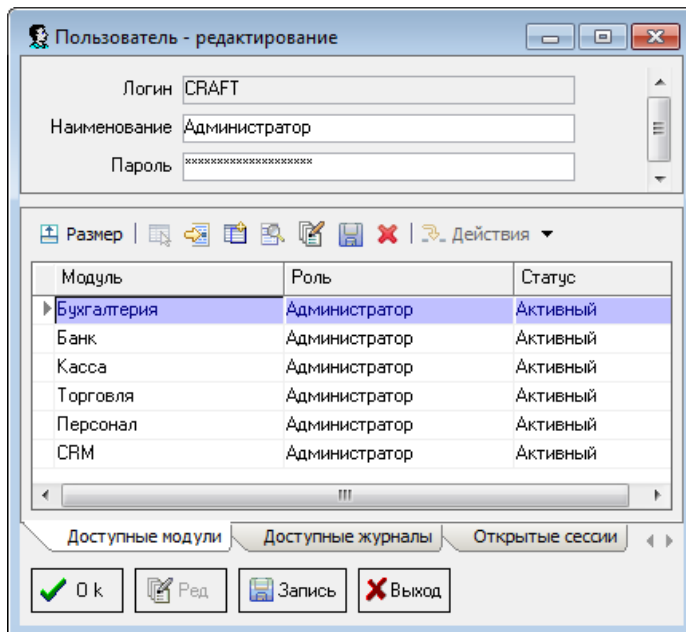 Пользователь - редактирование
Логин CRAFT
Наименование Администратор
Пароль ********************
Размер Действия
Модуль Роль Статус
Бухгалтерия Администратор Активный
Банк Администратор Активный
Касса Администратор Активный
Торговля Администратор Активный
Персонал Администратор Активный
CRM Администратор Активный
Доступные модули Доступные журналы Открытые сессии
Ok Ред Запись Выход